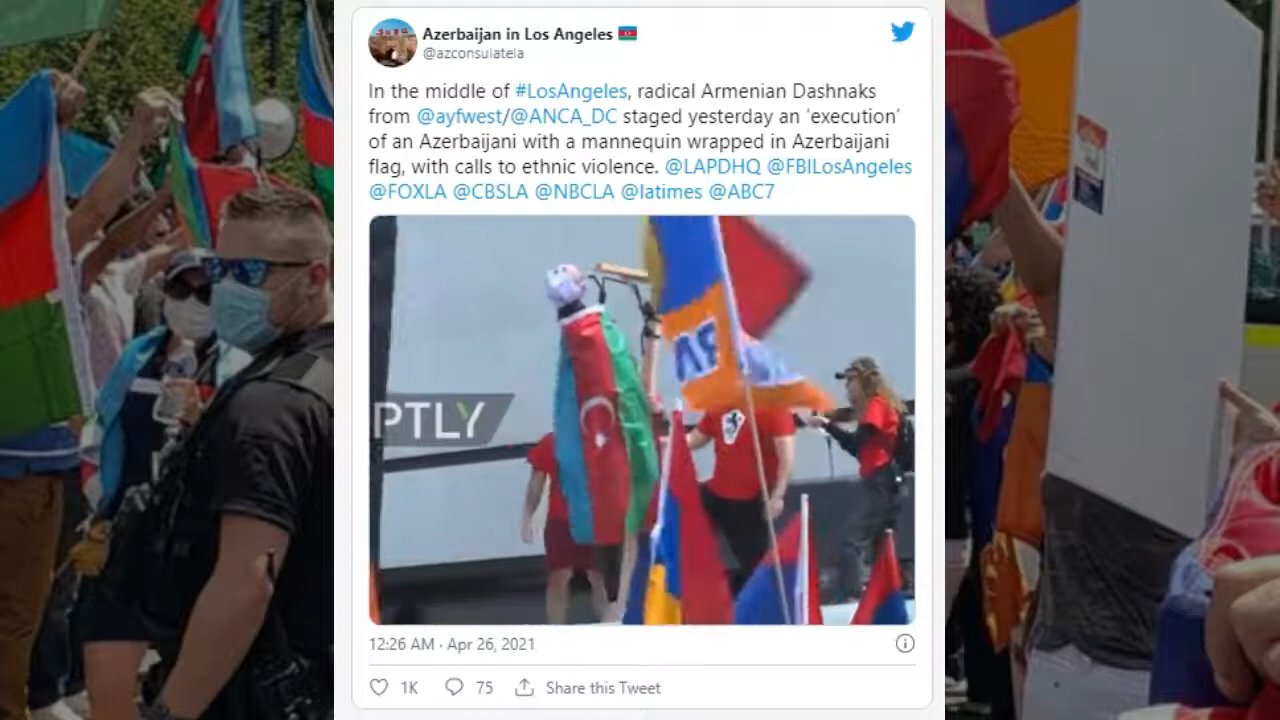 Azerbaijan in Los Angeles
@azconsulatela
In the middle of #LosAngeles, radical Armenian Dashnaks
from @ayfwest/@ANCA_DC staged yesterday an ‘execution’
of an Azerbaijani with a mannequin wrapped in Azerbaijani
flag, with calls to ethnic violence. @LAPDHQ @FBILosAngeles
@FOXLA @CBSLA @NBCLA @latimes @ABC7
PTLY
12:26 AM · Apr 26, 2021
1K 75 Share this Tweet